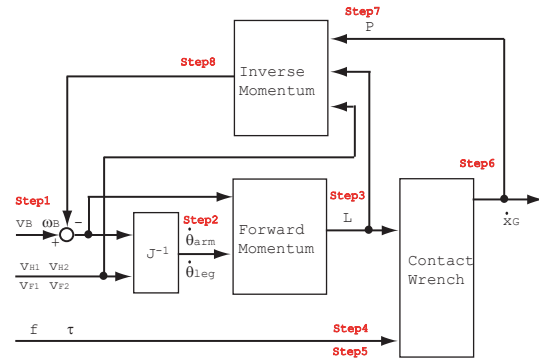 Step7
P
Step8
Inverse
Momentum
Step6
Step1
Step2
Step3
vB ωB −
+
θ̇arm
θ̇leg
J-1
Forward
Momentum
L
ẋG
Contact
Wrench
VH1 VH2
VF1 VF2
f τ
Step4
Step5